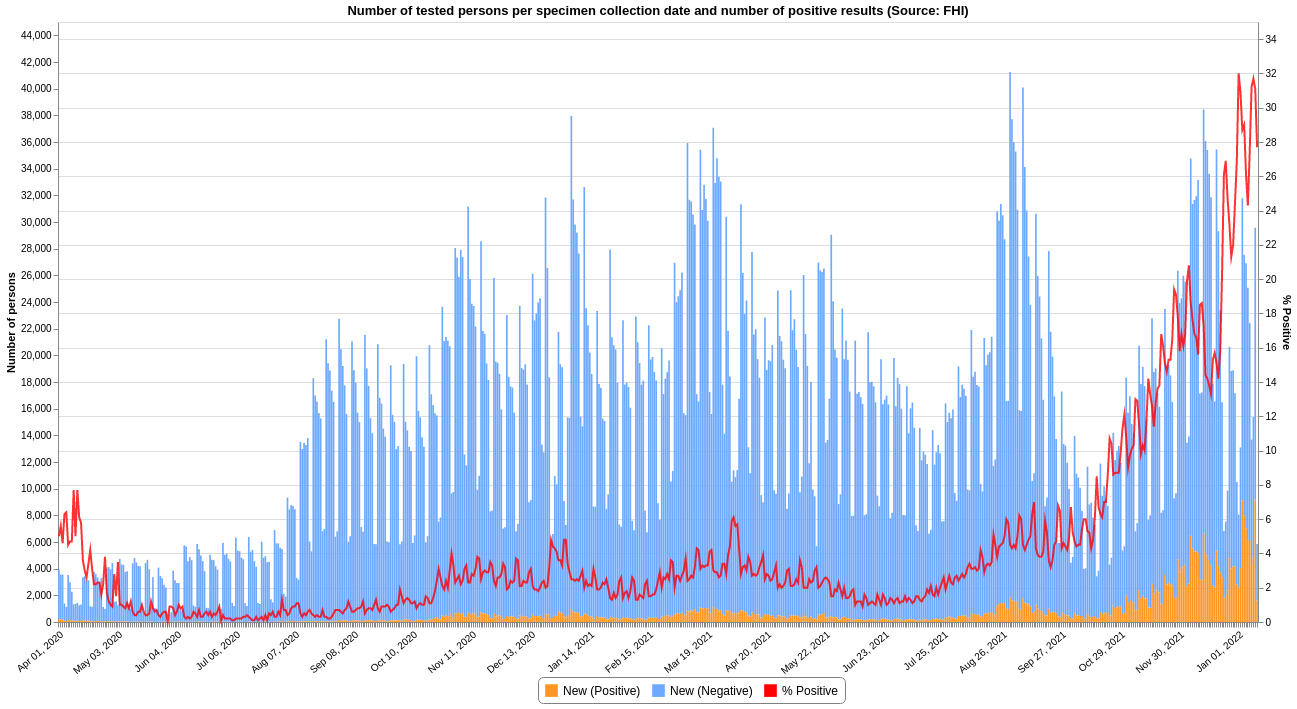 Number of tested persons per specimen collection date and number of positive results (Source: FHI)
44,000
42,000
40,000
38,000
36,000
34,000
32,000
30,000
28,000
26,000
24,000
22,000
20,000
18,000
16,000
14,000
12,000
10,000
8,000
6,000
4,000
2,000
0
Number of persons
34
32
30
28
26
24
22
20
18
16
14
12
10
8
6
4
2
0
% Positive
Apr 01, 2020
May 03, 2020
Jun 04, 2020
Jul 06, 2020
Aug 07, 2020
Sep 08, 2020
Oct 10, 2020
Nov 11, 2020
Dec 13, 2020
Jan 14, 2021
Feb 15, 2021
Mar 19, 2021
Apr 20, 2021
May 22, 2021
Jun 23, 2021
Jul 25, 2021
Aug 26, 2021
Sep 27, 2021
Oct 29, 2021
Nov 30, 2021
Jan 01, 2022
New (Positive)
New (Negative)
% Positive